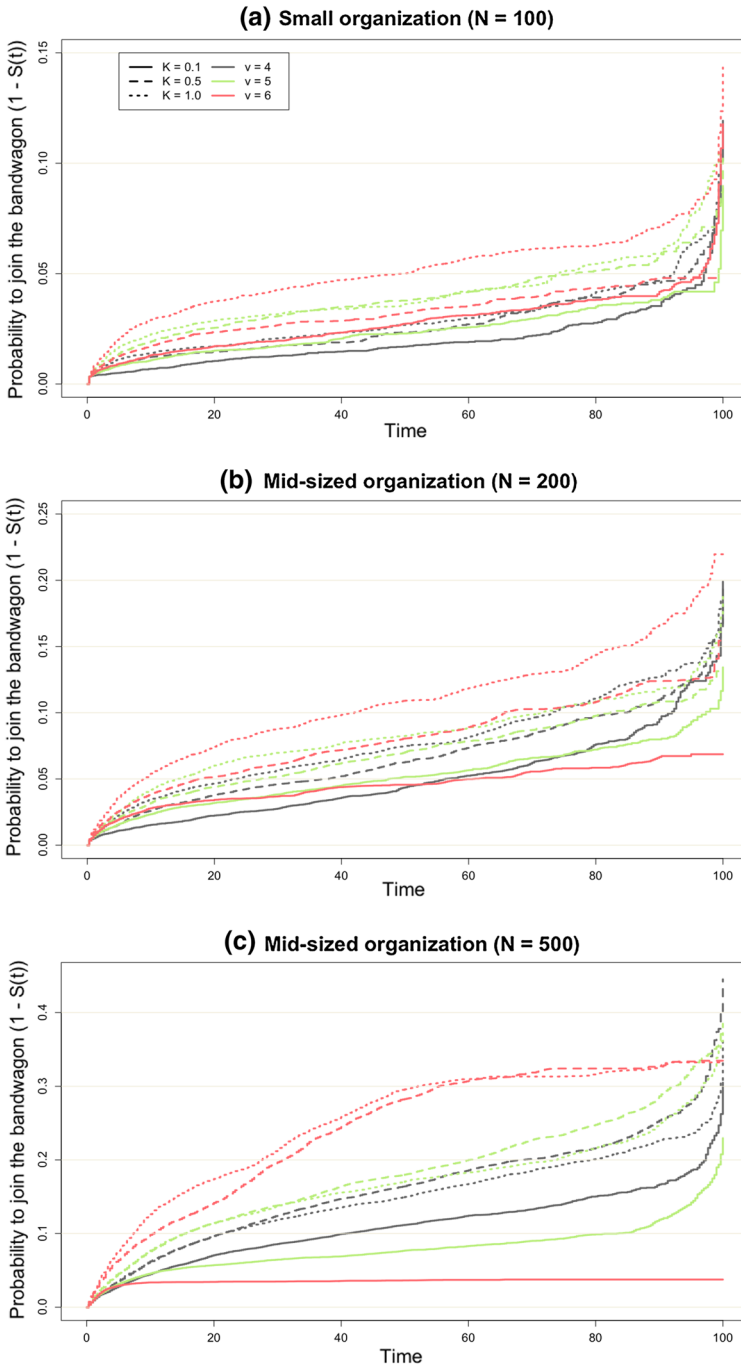 (a) Small organization (N = 100)
Probability to join the bandwagon (1 - S(t))
0.15
0.10
0.05
0.00
K = 0.1 v = 4
K = 0.5 v = 5
K = 1.0 v = 6
0 20 40 60 80 100
Time
(b) Mid-sized organization (N = 200)
Probability to join the bandwagon (1 - S(t))
0.25
0.20
0.15
0.10
0.05
0.00
0 20 40 60 80 100
Time
(c) Mid-sized organization (N = 500)
Probability to join the bandwagon (1 - S(t))
0.4
0.3
0.2
0.1
0.0
0 20 40 60 80 100
Time